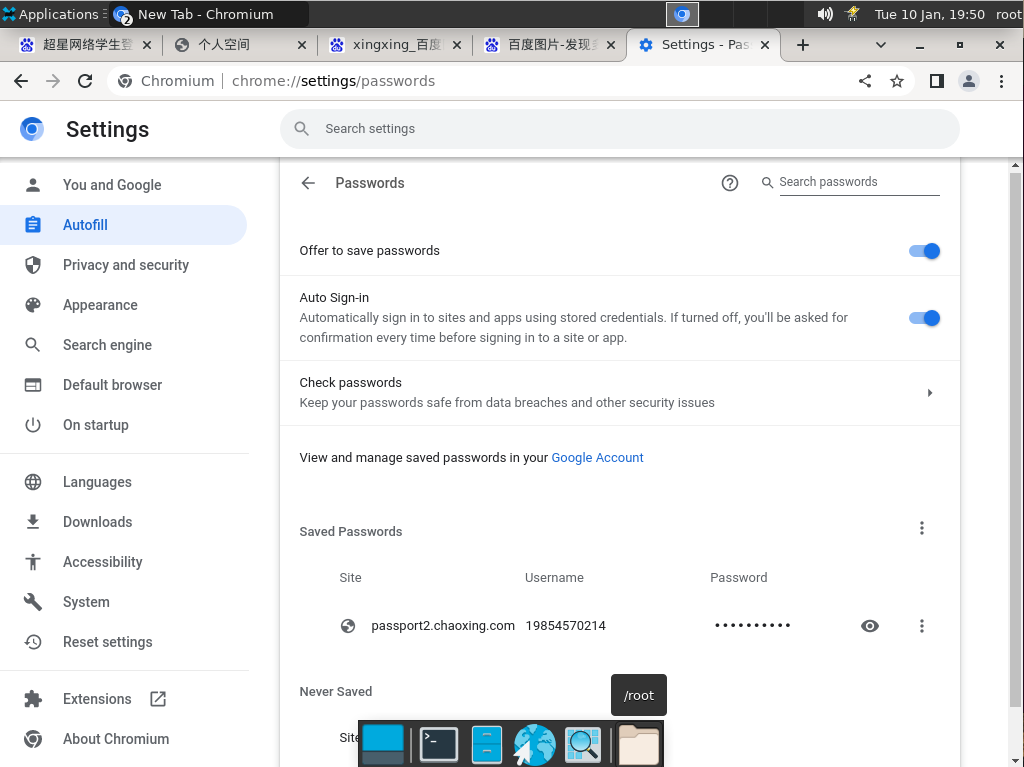 Applications
2 New Tab - Chromium
Tue 10 Jan, 19:50 root
超星网络学生登
个人空间
xingxing_百度
百度图片-发现
Settings - Pas
Chromium chrome://settings/passwords
Settings
Search settings
You and Google
Autofill
Privacy and security
Appearance
Search engine
Default browser
On startup
Languages
Downloads
Accessibility
System
Reset settings
Extensions
About Chromium
Passwords
Search passwords
Offer to save passwords
Auto Sign-in
Automatically sign in to sites and apps using stored credentials. If turned off, you'll be asked for
confirmation every time before signing in to a site or app.
Check passwords
Keep your passwords safe from data breaches and other security issues
View and manage saved passwords in your Google Account
Saved Passwords
Site Username Password
passport2.chaoxing.com 19854570214 ••••••••••
Never Saved
/root
Site